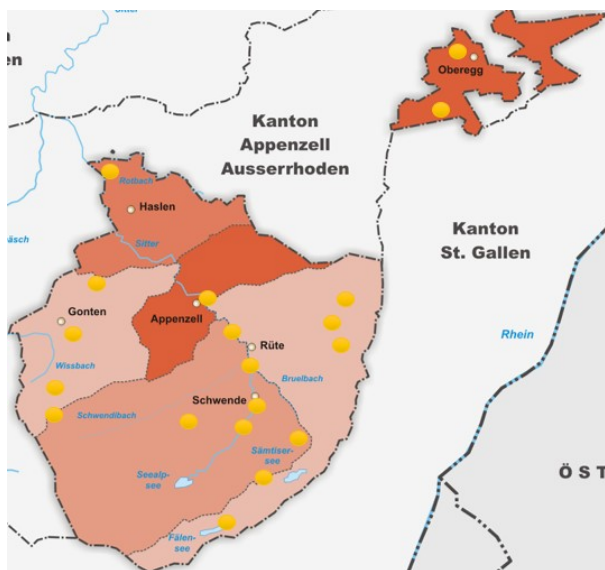 Oberegg
Kanton
Appenzell
Ausserrhoden
Rotbach
Haslen
Kanton
St. Gallen
Sitter
Gonten
Appenzell
Rhein
Rüte
Wissbach
Bruelbach
Schwende
Schwendibach
Sämtiser-
see
Seealp-
see
Ö S T
Fälen-
see